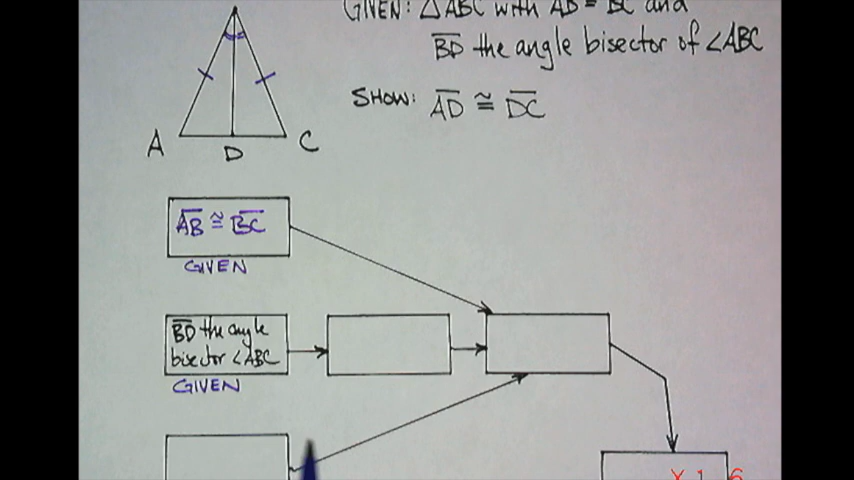 GIVEN: △ABC with AB = BC and
BD the angle bisector of ∠ABC
SHOW: AD ≅ DC
A
D
C
AB ≅ BC
GIVEN
BD the angle
bisector ∠ABC
GIVEN